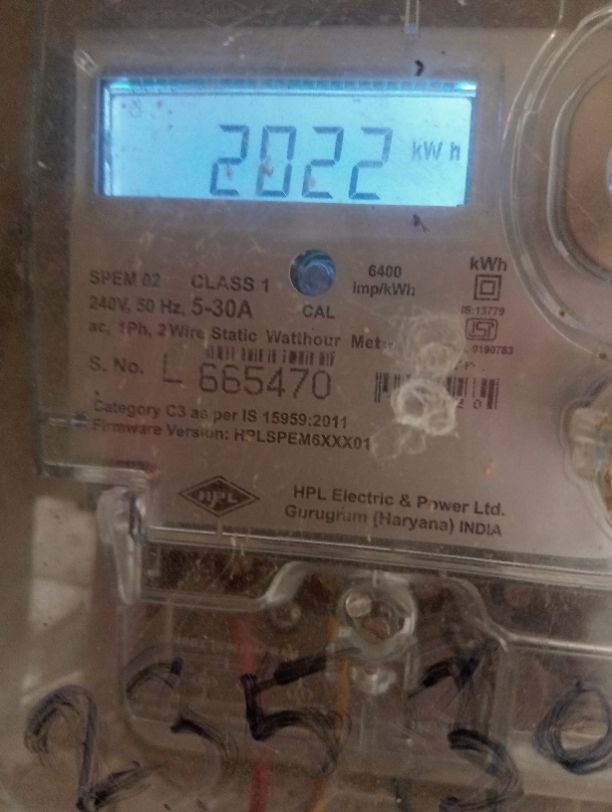 2022 kWh
SPEM 02 CLASS 1
6400
imp/kWh
kWh
240V, 50 Hz, 5-30A
CAL
IS:13779
ac, 1Ph, 2 Wire Static Watthour
9190783
S. No. L 665470
Category C3 as per IS 15959:2011
Firmware Version: HPLSPEM6XXX01
HPL
HPL Electric & Power Ltd.
Gurugram (Haryana) INDIA